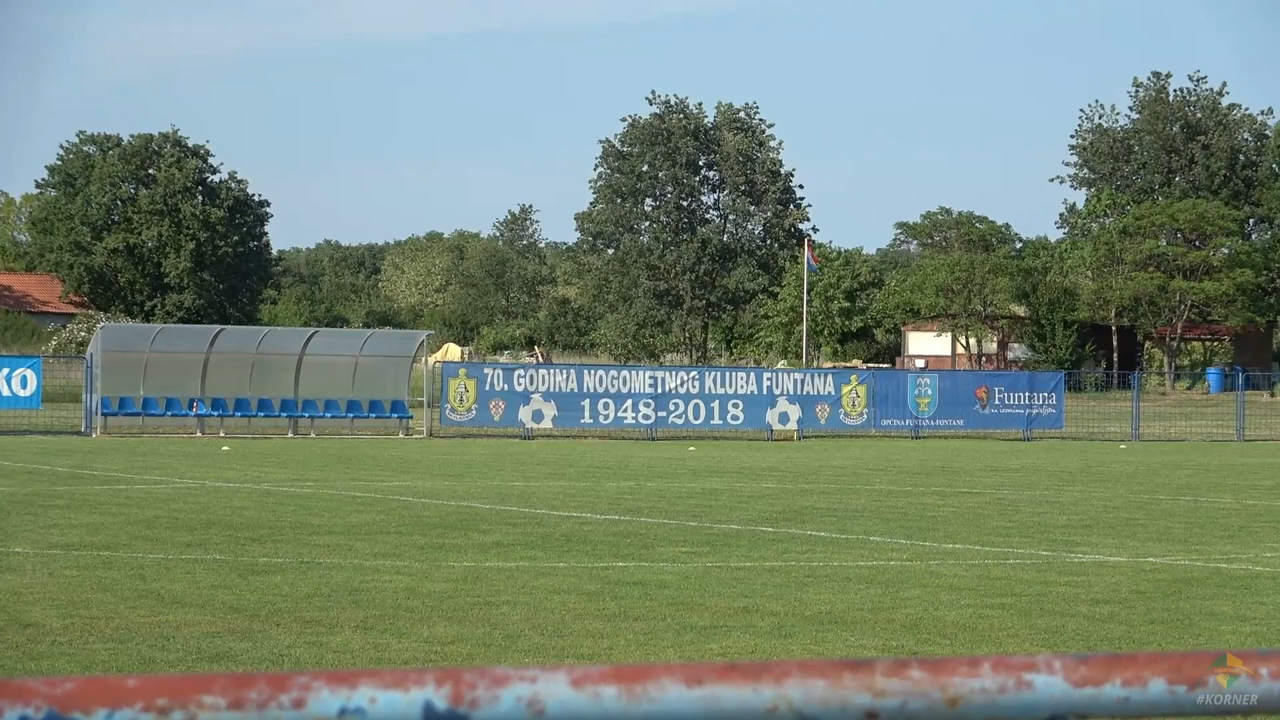 KO
70. GODINA NOGOMETNOG KLUBA FUNTANA
1948-2018
OPĆINA FUNTANA-FONTANE
Funtana
#KORNER